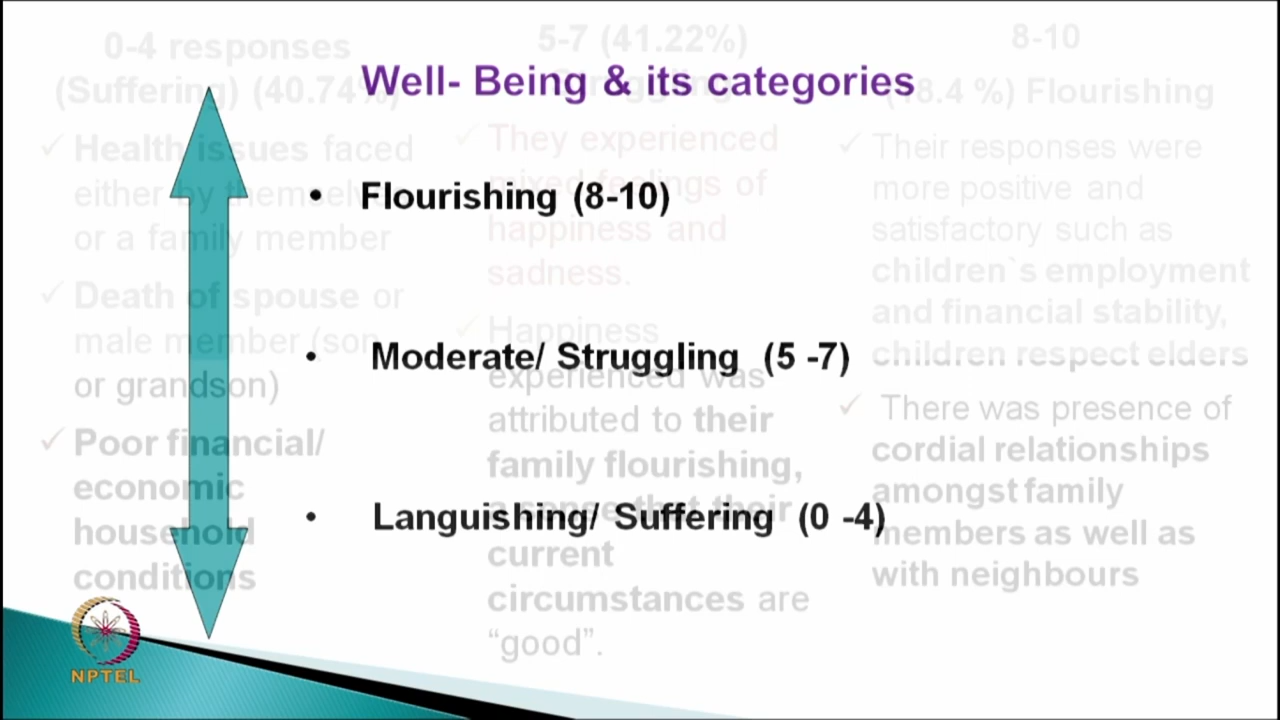 Well- Being & its categories
• Flourishing (8-10)
• Moderate/ Struggling (5 -7)
• Languishing/ Suffering (0 -4)
0-4 responses
(Suffering) (40.74%)
✓ Health issues faced
either by themselves
or a family member
✓ Death of spouse or
male member (son
or grandson)
✓ Poor financial/
economic
household
conditions
5-7 (41.22%)
✓ They experienced
mixed feelings of
happiness and
sadness.
✓ Happiness
experienced was
attributed to their
family flourishing,
a sense that their
current
circumstances are
“good”.
8-10
8.4 %) Flourishing
✓ Their responses were
more positive and
satisfactory such as
children`s employment
and financial stability,
children respect elders
✓ There was presence of
cordial relationships
amongst family
members as well as
with neighbours
NPTEL